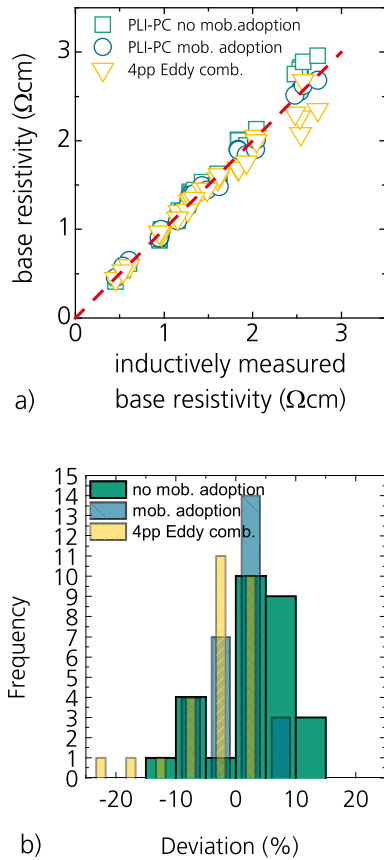 PLI-PC no mob.adoption
PLI-PC mob. adoption
4pp Eddy comb.
base resistivity (Ωcm)
3
2
1
0
0 1 2 3
inductively measured
base resistivity (Ωcm)
a)
no mob. adoption
mob. adoption
4pp Eddy comb.
Frequency
15
14
13
12
11
10
9
8
7
6
5
4
3
2
1
0
-20 -10 0 10 20
Deviation (%)
b)